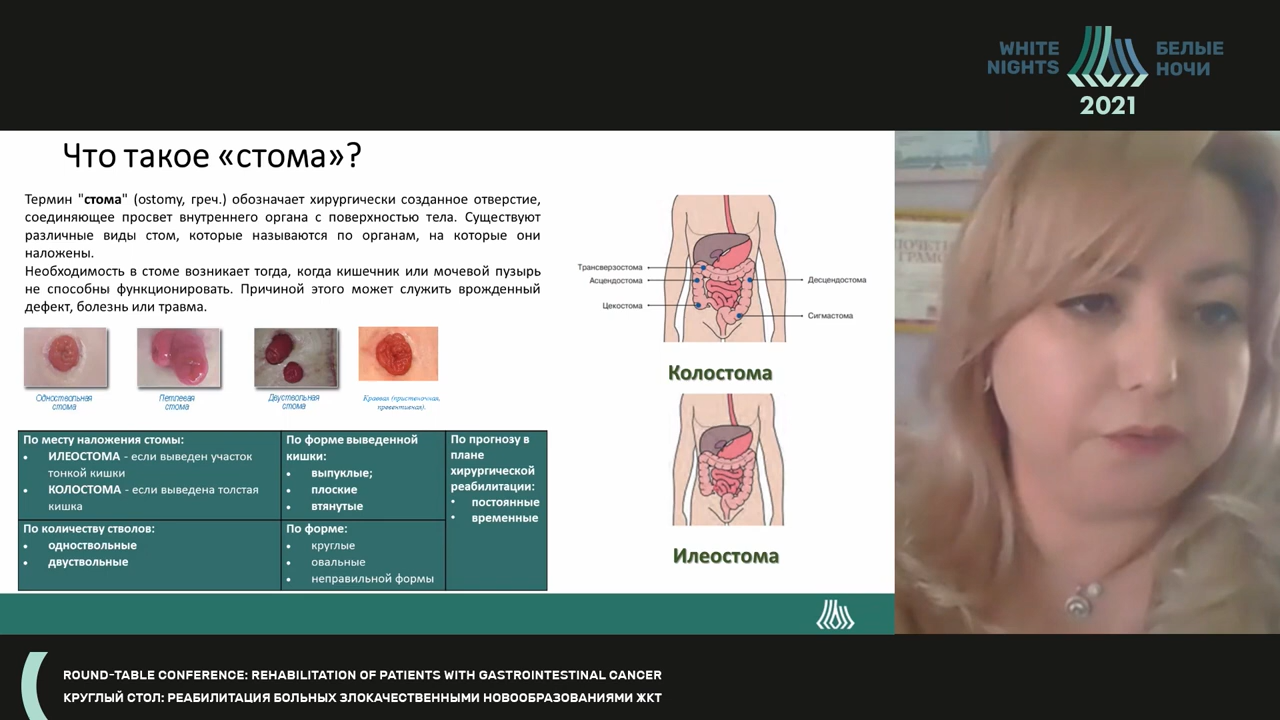 WHITE
NIGHTS
БЕЛЫЕ
НОЧИ
2021
Что такое «стома»?
Термин "стома" (ostomy, греч.) обозначает хирургически созданное отверстие,
соединяющее просвет внутреннего органа с поверхностью тела. Существуют
различные виды стом, которые называются по органам, на которые они
наложены.
Необходимость в стоме возникает тогда, когда кишечник или мочевой пузырь
не способны функционировать. Причиной этого может служить врожденный
дефект, болезнь или травма.
Одноствольная
стома
Петлевая
стома
Двуствольная
стома
Краевая (пристеночная,
превентивная).
По месту наложения стомы:
• ИЛЕОСТОМА - если выведен участок
тонкой кишки
• КОЛОСТОМА - если выведена толстая
кишка
По форме выведенной
кишки:
• выпуклые;
• плоские
• втянутые
По прогнозу в
плане
хирургической
реабилитации:
• постоянные
• временные
По количеству стволов:
• одноствольные
• двуствольные
По форме:
• круглые
• овальные
• неправильной формы
Трансверзостома
Асцендостома
Цекостома
Десцендостома
Сигмастома
Колостома
Илеостома
ROUND-TABLE CONFERENCE: REHABILITATION OF PATIENTS WITH GASTROINTESTINAL CANCER
КРУГЛЫЙ СТОЛ: РЕАБИЛИТАЦИЯ БОЛЬНЫХ ЗЛОКАЧЕСТВЕННЫМИ НОВООБРАЗОВАНИЯМИ ЖКТ